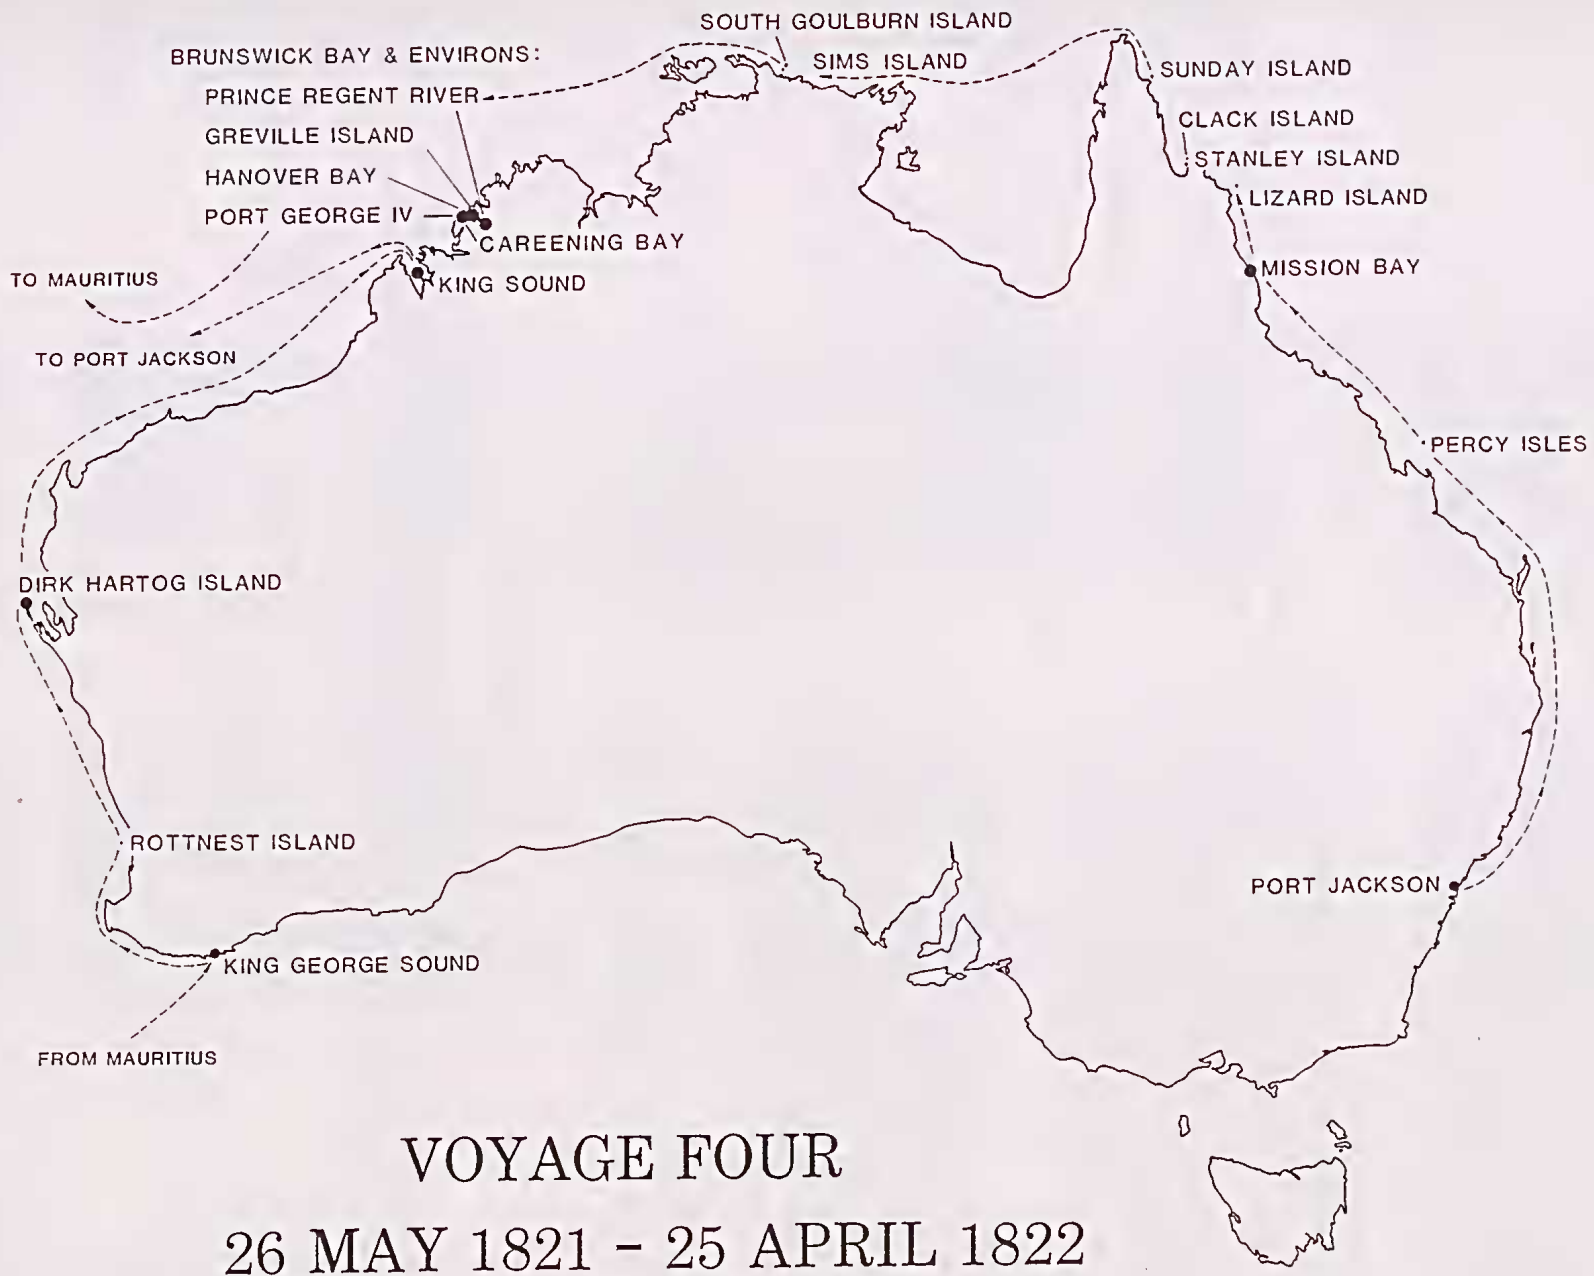 SOUTH GOULBURN ISLAND
BRUNSWICK BAY & ENVIRONS:
SIMS ISLAND
SUNDAY ISLAND
PRINCE REGENT RIVER
CLACK ISLAND
GREVILLE ISLAND
STANLEY ISLAND
HANOVER BAY
LIZARD ISLAND
PORT GEORGE IV
CAREENING BAY
MISSION BAY
TO MAURITIUS
KING SOUND
TO PORT JACKSON
PERCY ISLES
DIRK HARTOG ISLAND
ROTTNEST ISLAND
PORT JACKSON
KING GEORGE SOUND
FROM MAURITIUS
VOYAGE FOUR
26 MAY 1821 - 25 APRIL 1822